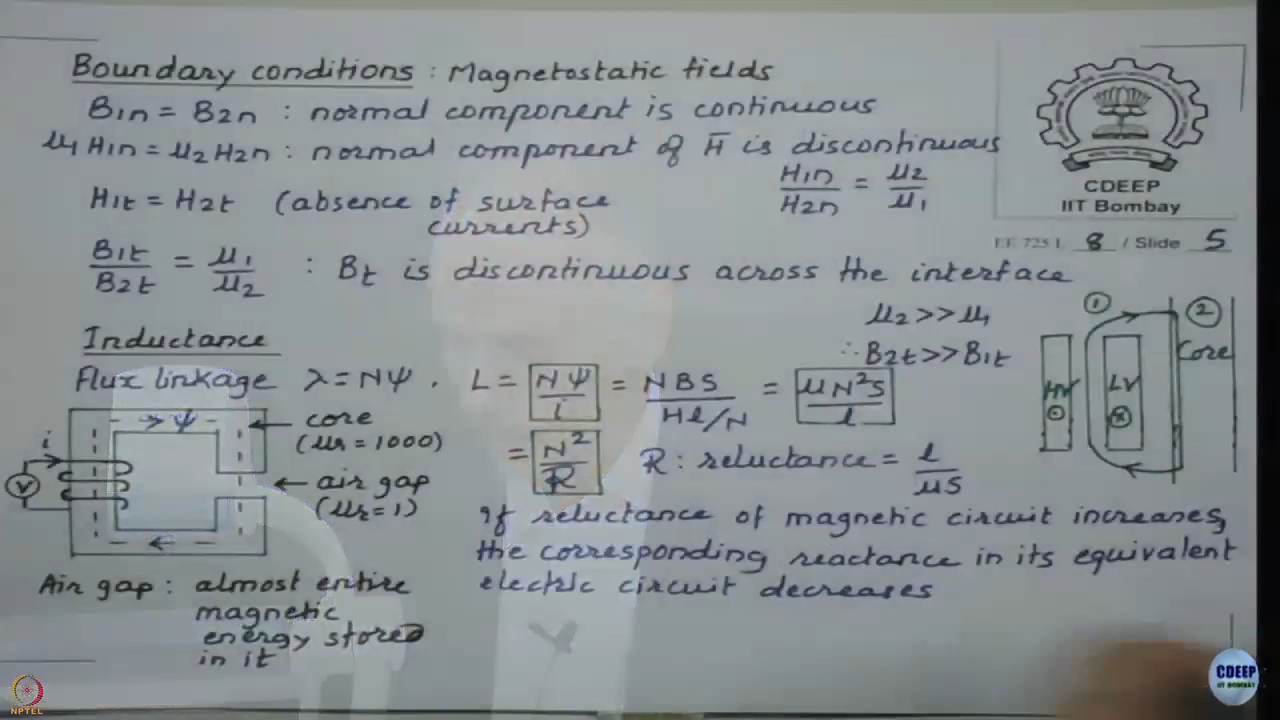 Boundary conditions : Magnetostatic fields
B1n = B2n : normal component is continuous
μ1 H1n = μ2 H2n : normal component of H̅ is discontinuous
H1n/H2n = μ2/μ1
H1t = H2t (absence of surface currents)
B1t/B2t = μ1/μ2 : Bt is discontinuous across the interface
CDEEP
IIT Bombay
EE 725 L 8 / Slide 5
μ2 >> μ1
∴ B2t >> B1t
1
2
Core
HV
LV
Inductance
Flux linkage λ = Nψ . L = Nψ/i = NBS/(Hl/N) = μN²S/l
= N²/R R : reluctance = l/μS
ψ
core
(μr = 1000)
i
V
air gap
(μr = 1)
If reluctance of magnetic circuit increases,
the corresponding reactance in its equivalent
electric circuit decreases
Air gap : almost entire
magnetic
energy stored
in it
NPTEL
CDEEP
IIT BOMBAY